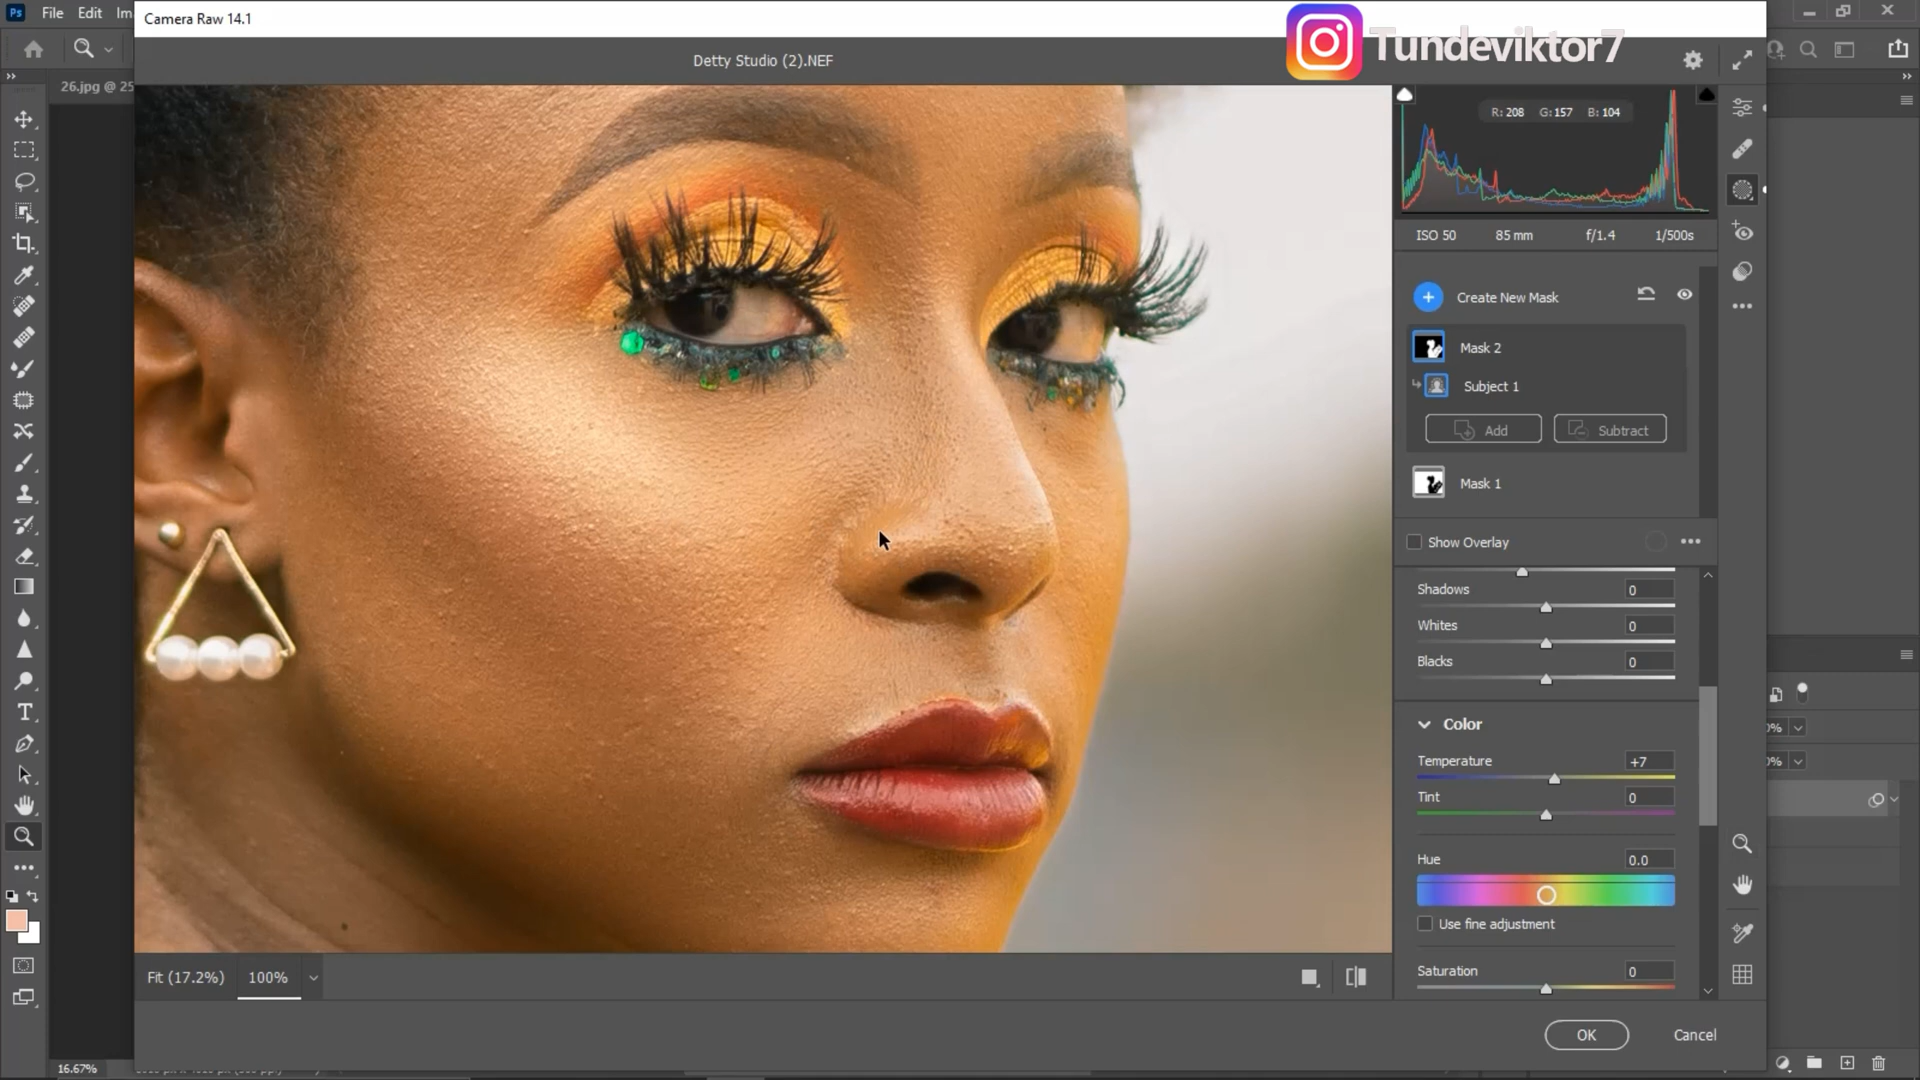 Ps File Edit Im
Camera Raw 14.1
Tundeviktor7
Detty Studio (2).NEF
26.jpg @ 25
R: 208 G: 157 B: 104
ISO 50 85 mm f/1.4 1/500s
Create New Mask
Mask 2
Subject 1
Add Subtract
Mask 1
Show Overlay
Shadows 0
Whites 0
Blacks 0
Color
Temperature +7
Tint 0
Hue 0.0
Use fine adjustment
Saturation 0
Fit (17.2%) 100%
OK Cancel
16.67%